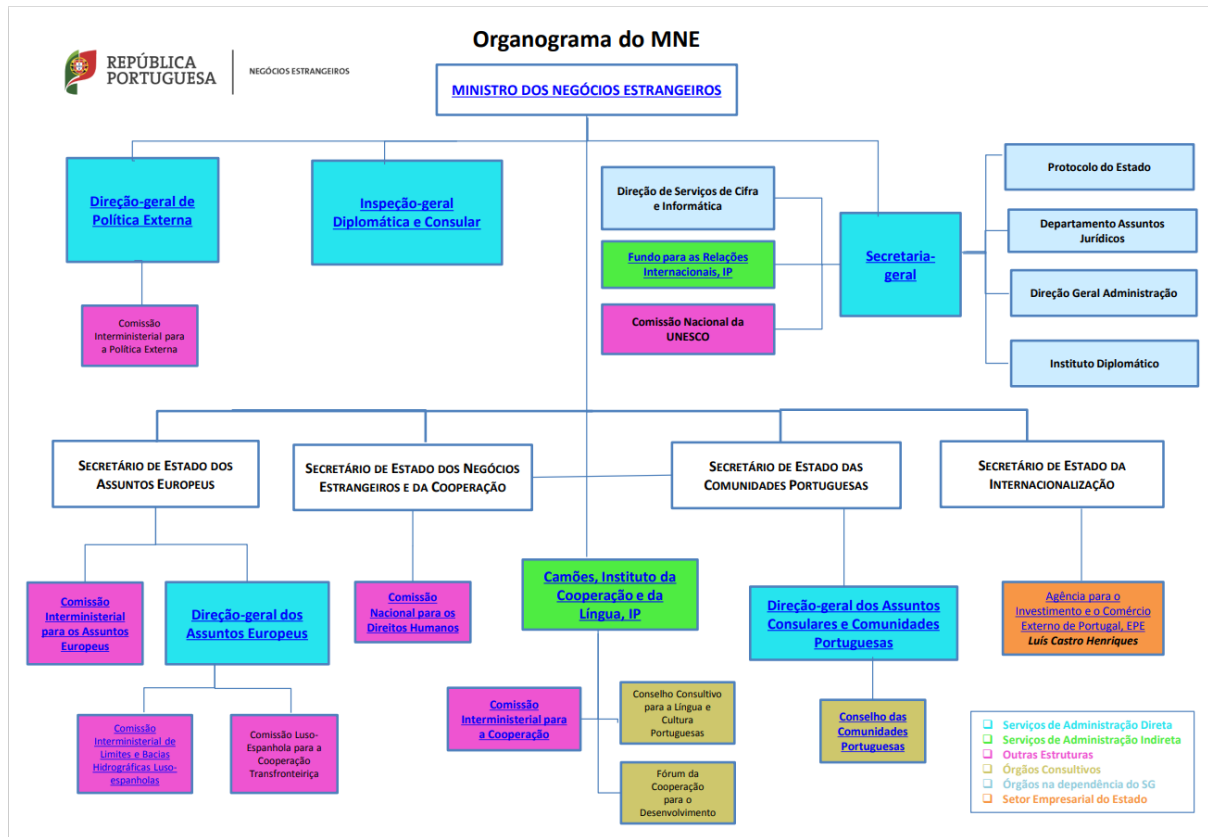 Organograma do MNE
REPÚBLICA
PORTUGUESA
NEGÓCIOS ESTRANGEIROS
MINISTRO DOS NEGÓCIOS ESTRANGEIROS
Direção-geral de
Política Externa
Inspeção-geral
Diplomática e Consular
Direção de Serviços de Cifra
e Informática
Fundo para as Relações
Internacionais, IP
Comissão Nacional da
UNESCO
Secretaria-
geral
Protocolo do Estado
Departamento Assuntos
Jurídicos
Direção Geral Administração
Instituto Diplomático
Comissão
Interministerial para
a Política Externa
SECRETÁRIO DE ESTADO DOS
ASSUNTOS EUROPEUS
SECRETÁRIO DE ESTADO DOS NEGÓCIOS
ESTRANGEIROS E DA COOPERAÇÃO
SECRETÁRIO DE ESTADO DAS
COMUNIDADES PORTUGUESAS
SECRETÁRIO DE ESTADO DA
INTERNACIONALIZAÇÃO
Comissão
Interministerial
para os Assuntos
Europeus
Direção-geral dos
Assuntos Europeus
Comissão
Nacional para os
Direitos Humanos
Camões, Instituto da
Cooperação e da
Língua, IP
Direção-geral dos Assuntos
Consulares e Comunidades
Portuguesas
Agência para o
Investimento e o Comércio
Externo de Portugal, EPE
Luís Castro Henriques
Comissão
Interministerial de
Limites e Bacias
Hidrográficas Luso-
espanholas
Comissão Luso-
Espanhola para a
Cooperação
Transfronteiriça
Comissão
Interministerial para
a Cooperação
Conselho Consultivo
para a Língua e
Cultura
Portuguesas
Fórum da
Cooperação
para o
Desenvolvimento
Conselho das
Comunidades
Portuguesas
Serviços de Administração Direta
Serviços de Administração Indireta
Outras Estruturas
Órgãos Consultivos
Órgãos na dependência do SG
Setor Empresarial do Estado